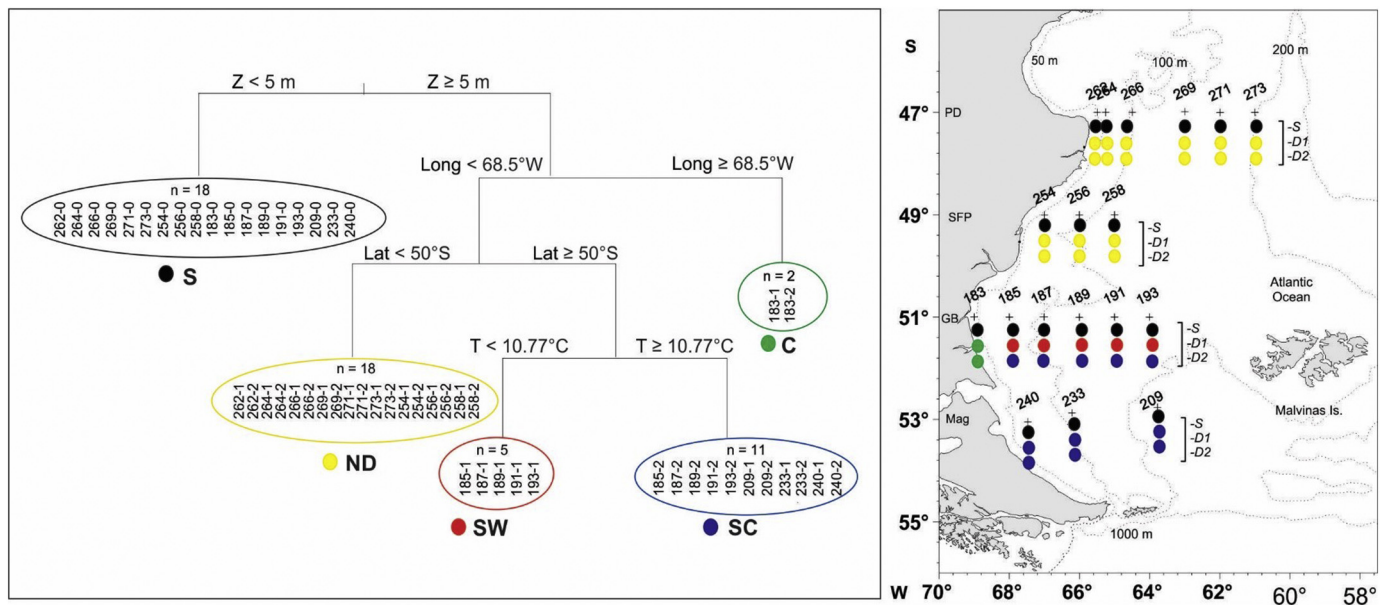 Z < 5 m
Z ≥ 5 m
Long < 68.5°W
Long ≥ 68.5°W
n = 18
262-0
264-0
266-0
269-0
271-0
273-0
254-0
256-0
258-0
183-0
185-0
187-0
189-0
191-0
193-0
209-0
233-0
240-0
S
Lat < 50°S
Lat ≥ 50°S
n = 2
183-1
183-2
C
T < 10.77°C
T ≥ 10.77°C
n = 18
262-1
262-2
264-1
264-2
266-1
266-2
269-1
269-2
271-1
271-2
273-1
273-2
254-1
254-2
256-1
256-2
258-1
258-2
ND
n = 5
185-1
187-1
189-1
191-1
193-1
SW
n = 11
185-2
187-2
189-2
191-2
193-2
209-1
209-2
233-1
233-2
240-1
240-2
SC
S
50 m
100 m
200 m
47°
PD
262
264
266
269
271
273
-S
-D1
-D2
49°
SFP
254
256
258
-S
-D1
-D2
Atlantic
Ocean
51°
GB
183
185
187
189
191
193
-S
-D1
-D2
Malvinas Is.
53°
Mag
240
233
209
-S
-D1
-D2
55°
1000 m
W 70° 68° 66° 64° 62° 60° 58°